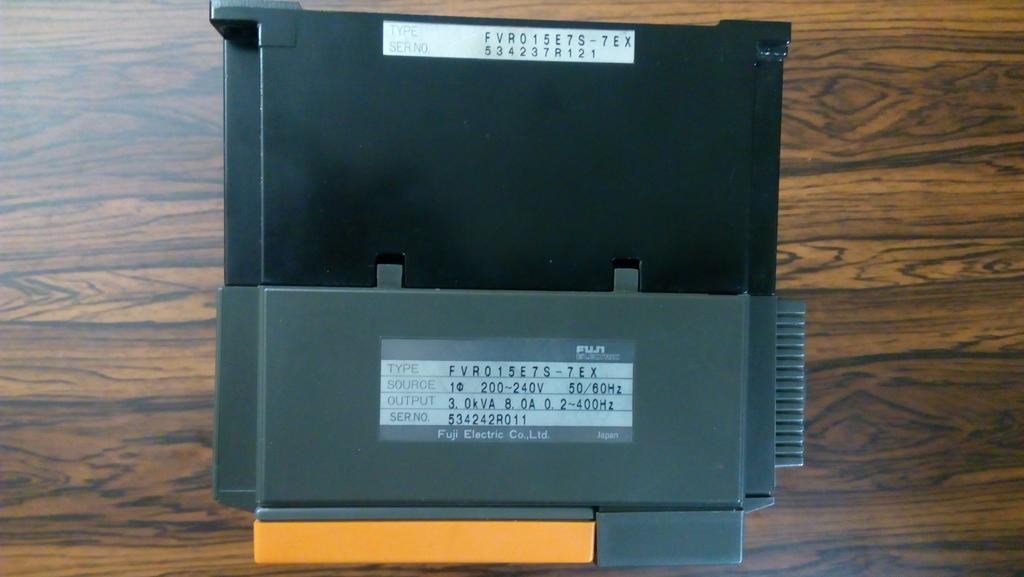 TYPE FVR015E7S-7EX
SER.NO. 534237R121
FUJI
ELECTRIC
TYPE FVR015E7S-7EX
SOURCE 1Φ 200~240V 50/60Hz
OUTPUT 3.0kVA 8.0A 0.2~400Hz
SER.NO. 534242R011
Fuji Electric Co.,Ltd. Japan